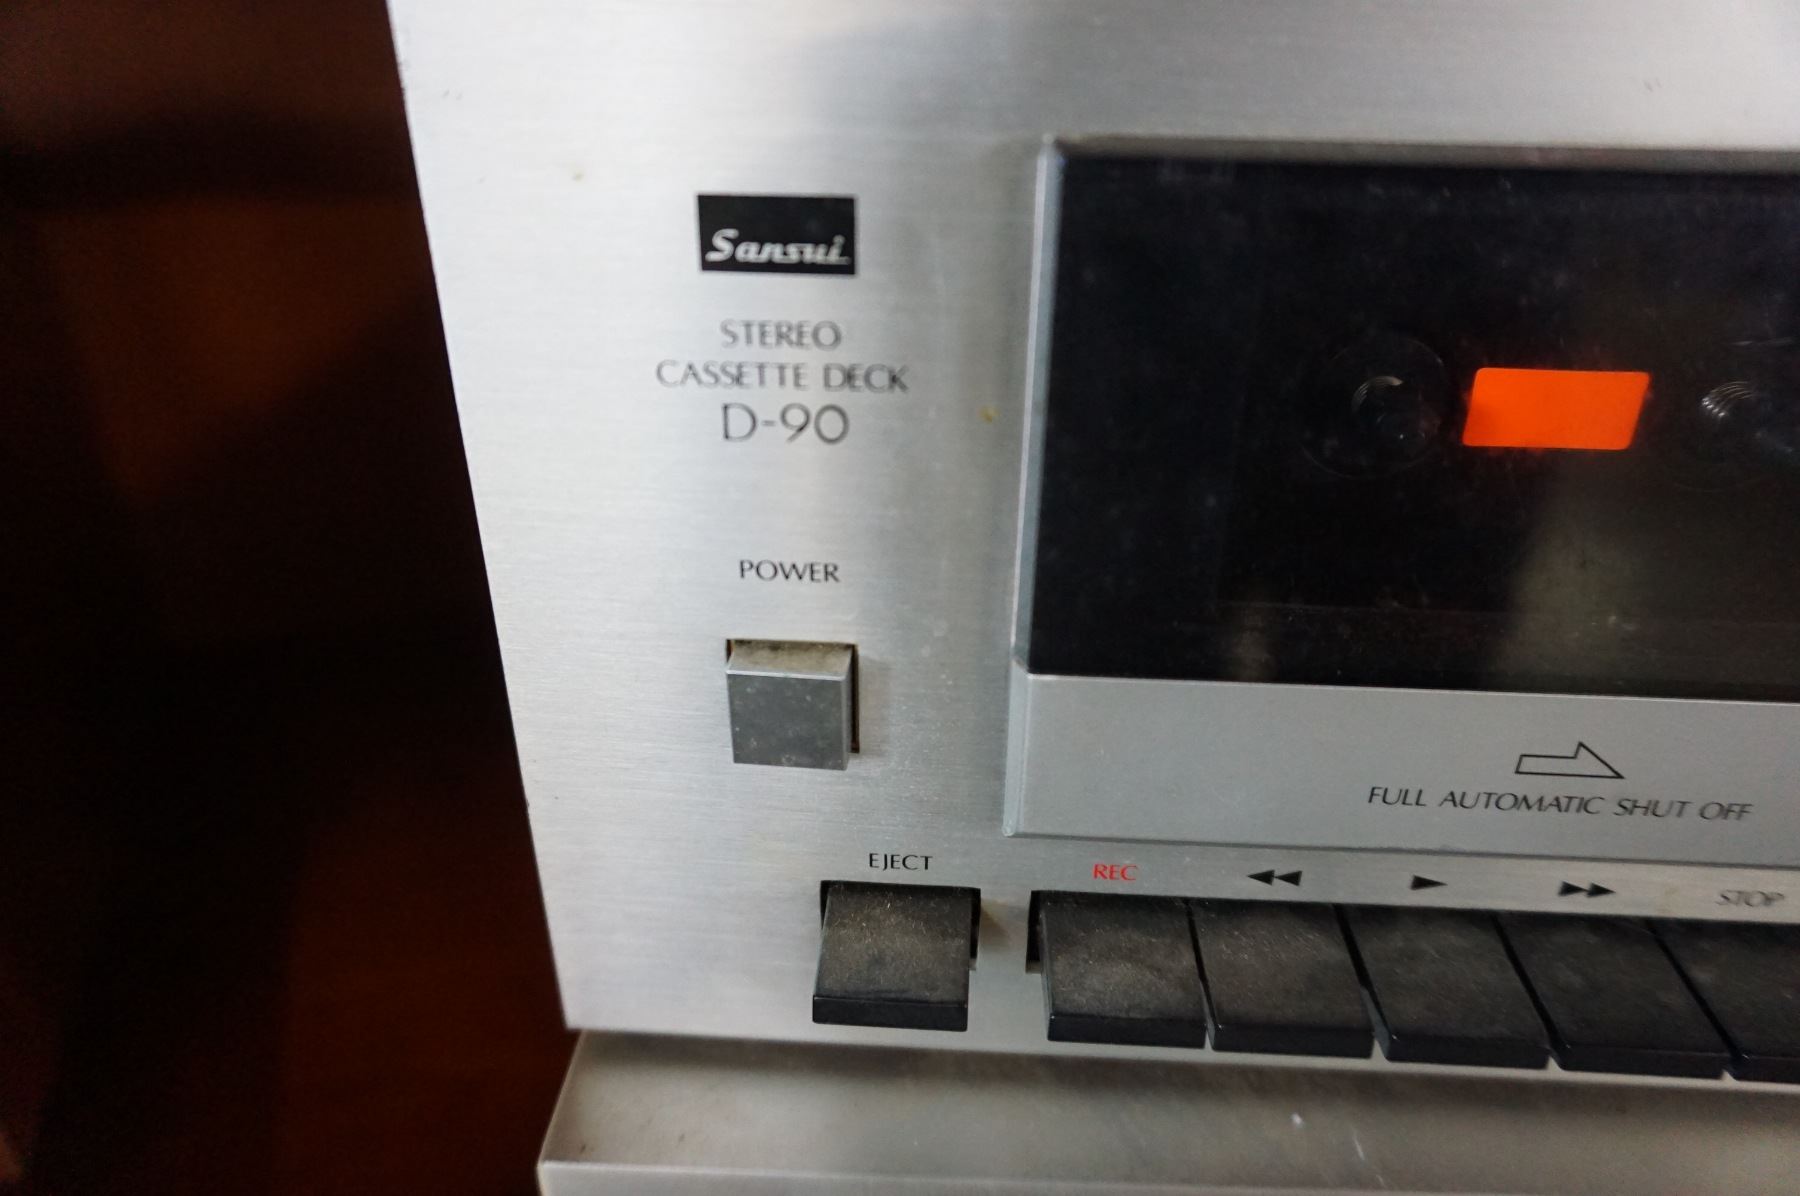 Sansui
STEREO
CASSETTE DECK
D-90
POWER
FULL AUTOMATIC SHUT OFF
EJECT
REC
STOP